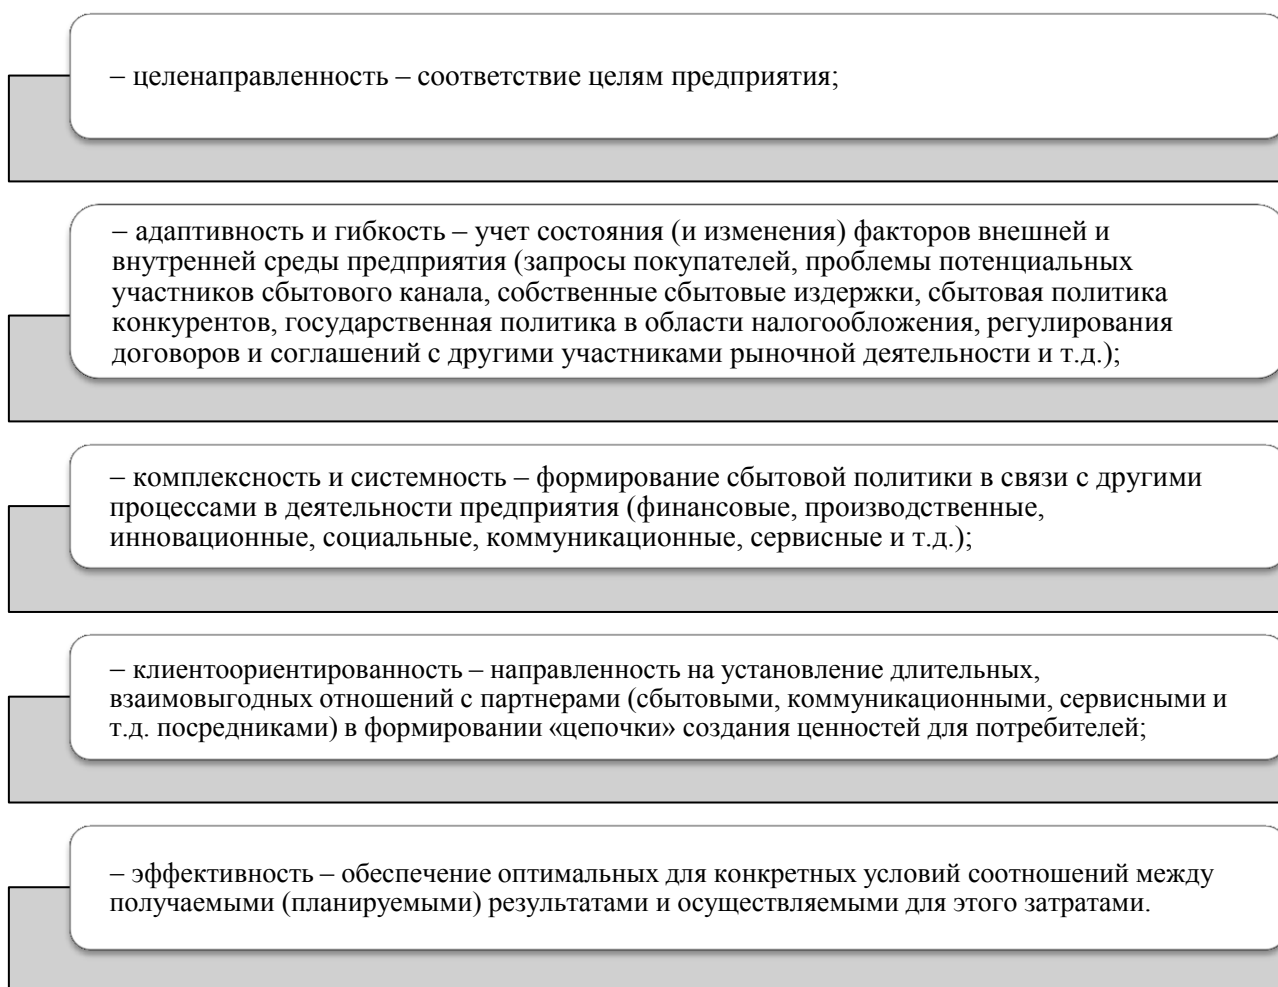 – целенаправленность – соответствие целям предприятия;
– адаптивность и гибкость – учет состояния (и изменения) факторов внешней и
внутренней среды предприятия (запросы покупателей, проблемы потенциальных
участников сбытового канала, собственные сбытовые издержки, сбытовая политика
конкурентов, государственная политика в области налогообложения, регулирования
договоров и соглашений с другими участниками рыночной деятельности и т.д.);
– комплексность и системность – формирование сбытовой политики в связи с другими
процессами в деятельности предприятия (финансовые, производственные,
инновационные, социальные, коммуникационные, сервисные и т.д.);
– клиентоориентированность – направленность на установление длительных,
взаимовыгодных отношений с партнерами (сбытовыми, коммуникационными, сервисными и
т.д. посредниками) в формировании «цепочки» создания ценностей для потребителей;
– эффективность – обеспечение оптимальных для конкретных условий соотношений между
получаемыми (планируемыми) результатами и осуществляемыми для этого затратами.